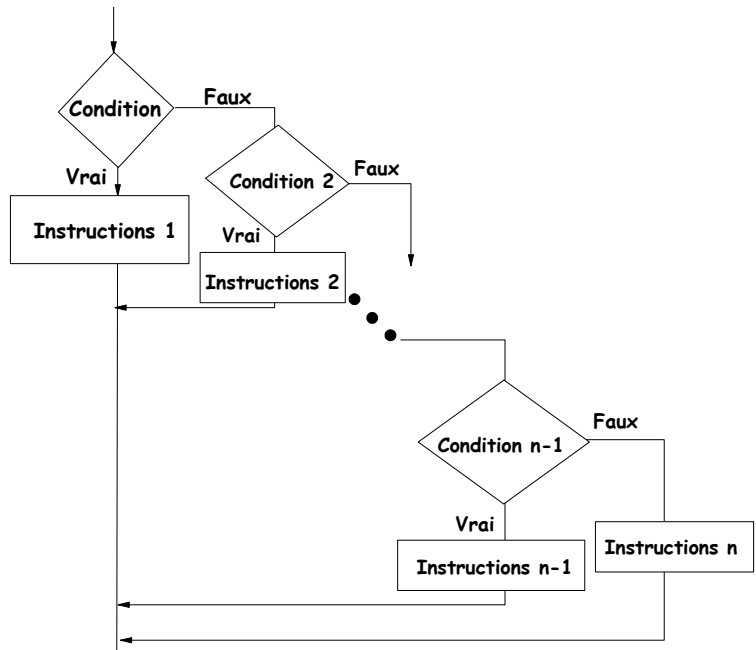 Condition
Faux
Vrai
Instructions 1
Condition 2
Faux
Vrai
Instructions 2
Condition n-1
Faux
Vrai
Instructions n-1
Instructions n